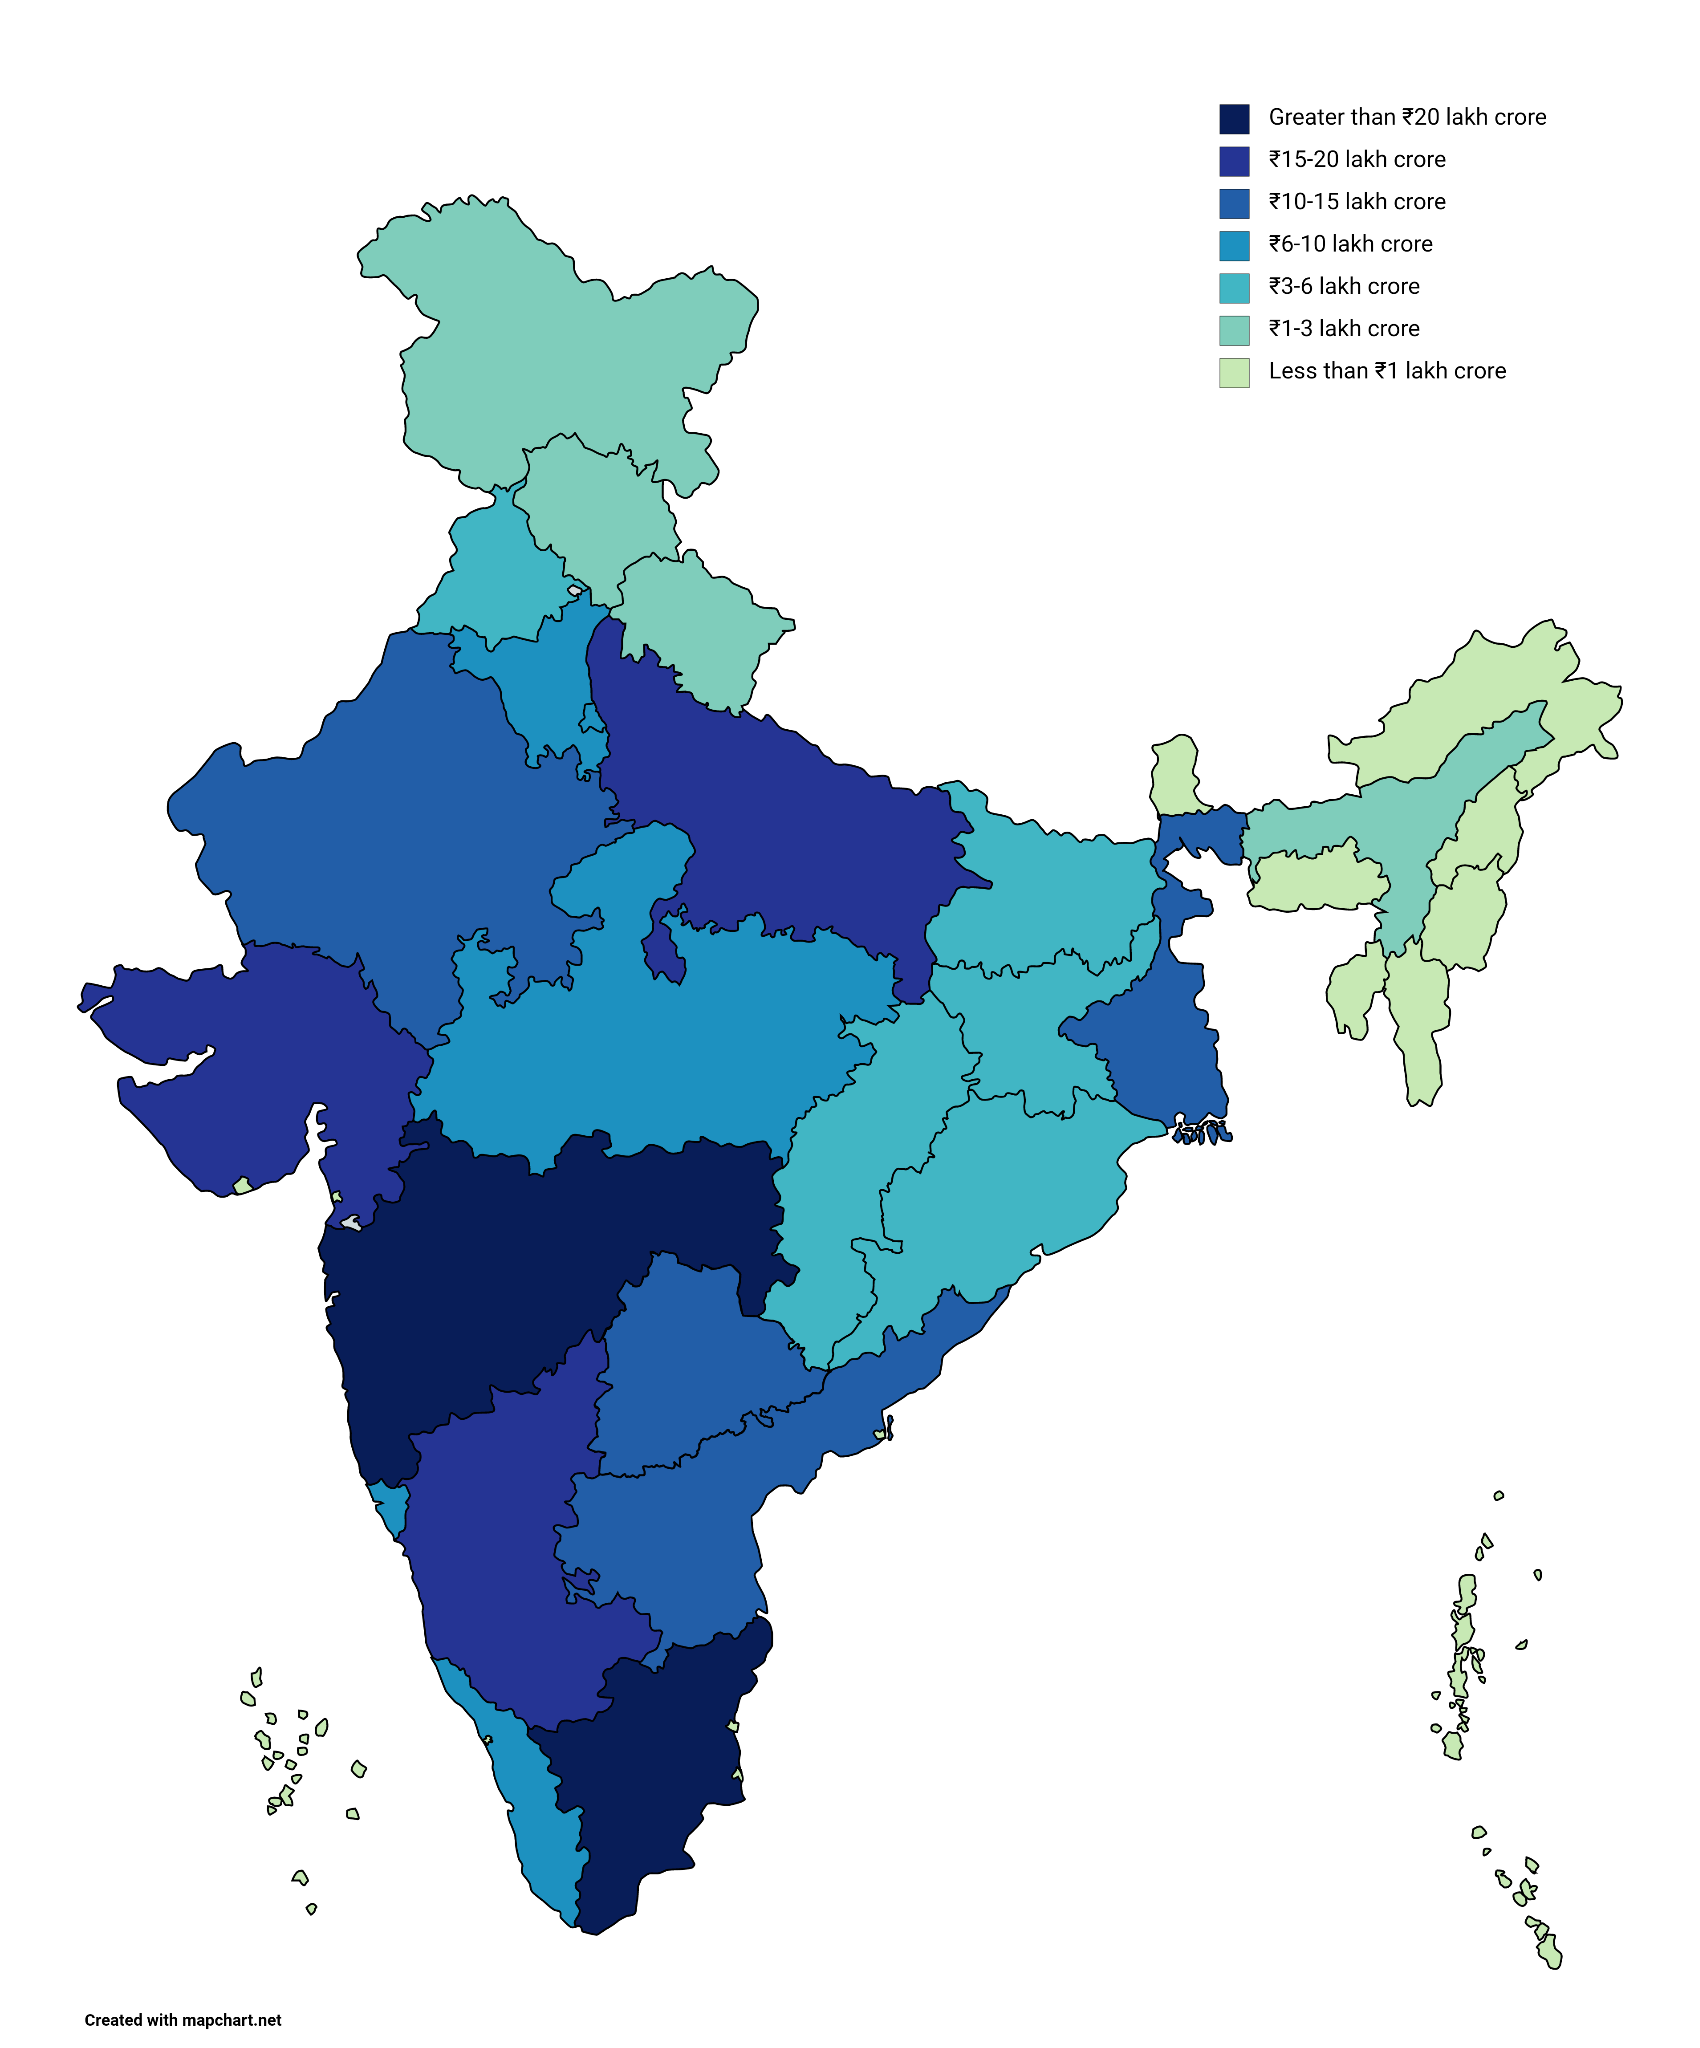 Greater than ₹20 lakh crore
₹15-20 lakh crore
₹10-15 lakh crore
₹6-10 lakh crore
₹3-6 lakh crore
₹1-3 lakh crore
Less than ₹1 lakh crore
Created with mapchart.net